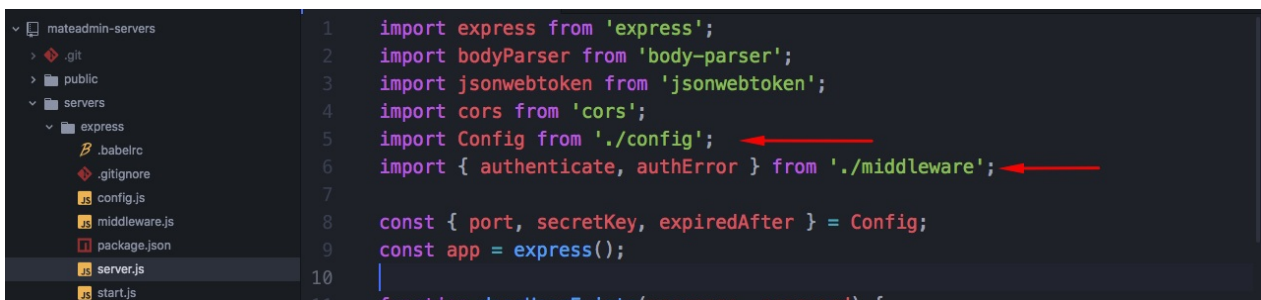 mateadmin-servers
.git
public
servers
express
.babelrc
.gitignore
config.js
middleware.js
package.json
server.js
start.js
1 import express from 'express';
2 import bodyParser from 'body-parser';
3 import jsonwebtoken from 'jsonwebtoken';
4 import cors from 'cors';
5 import Config from './config';
6 import { authenticate, authError } from './middleware';
7
8 const { port, secretKey, expiredAfter } = Config;
9 const app = express();
10